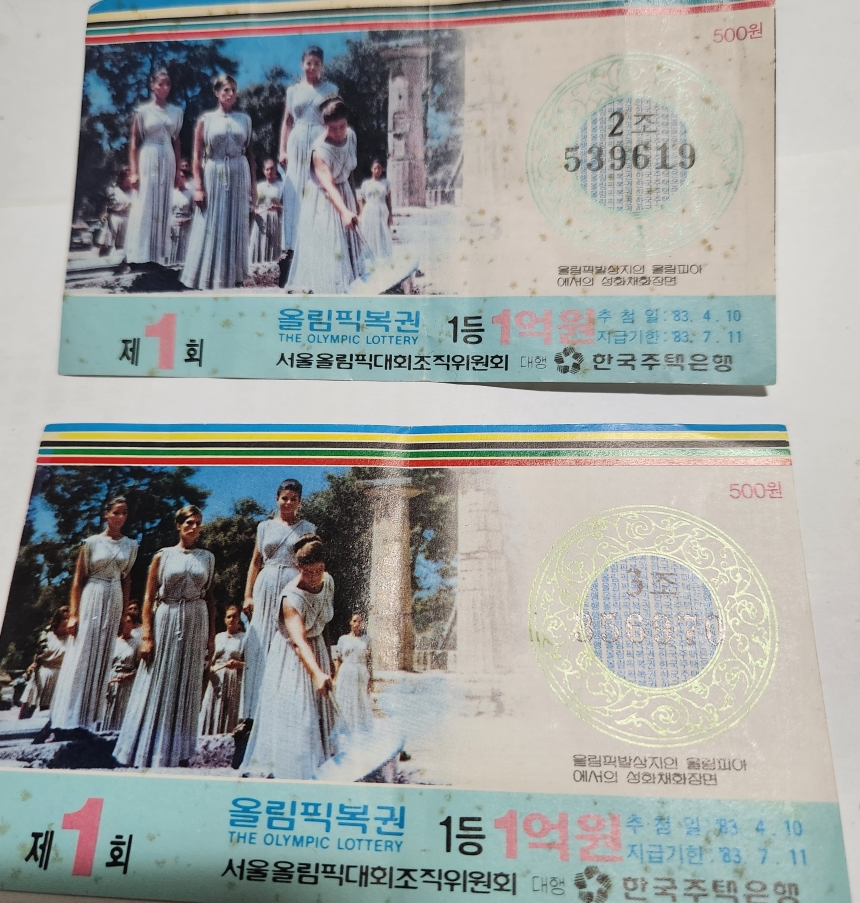 500원
2조
539619
올림픽발상지인 올림피아
에서의 성화채화장면
제1회
올림픽복권
THE OLYMPIC LOTTERY
1등 1억원
추첨일:'83. 4. 10
지급기한:'83. 7. 11
서울올림픽대회조직위원회 대행 한국주택은행
500원
3조
올림픽발상지인 올림피아
에서의 성화채화장면
제1회
올림픽복권
THE OLYMPIC LOTTERY
1등 1억원
추첨일 '83. 4. 10
지급기한 '83. 7. 11
서울올림픽대회조직위원회 대행 한국주택은행